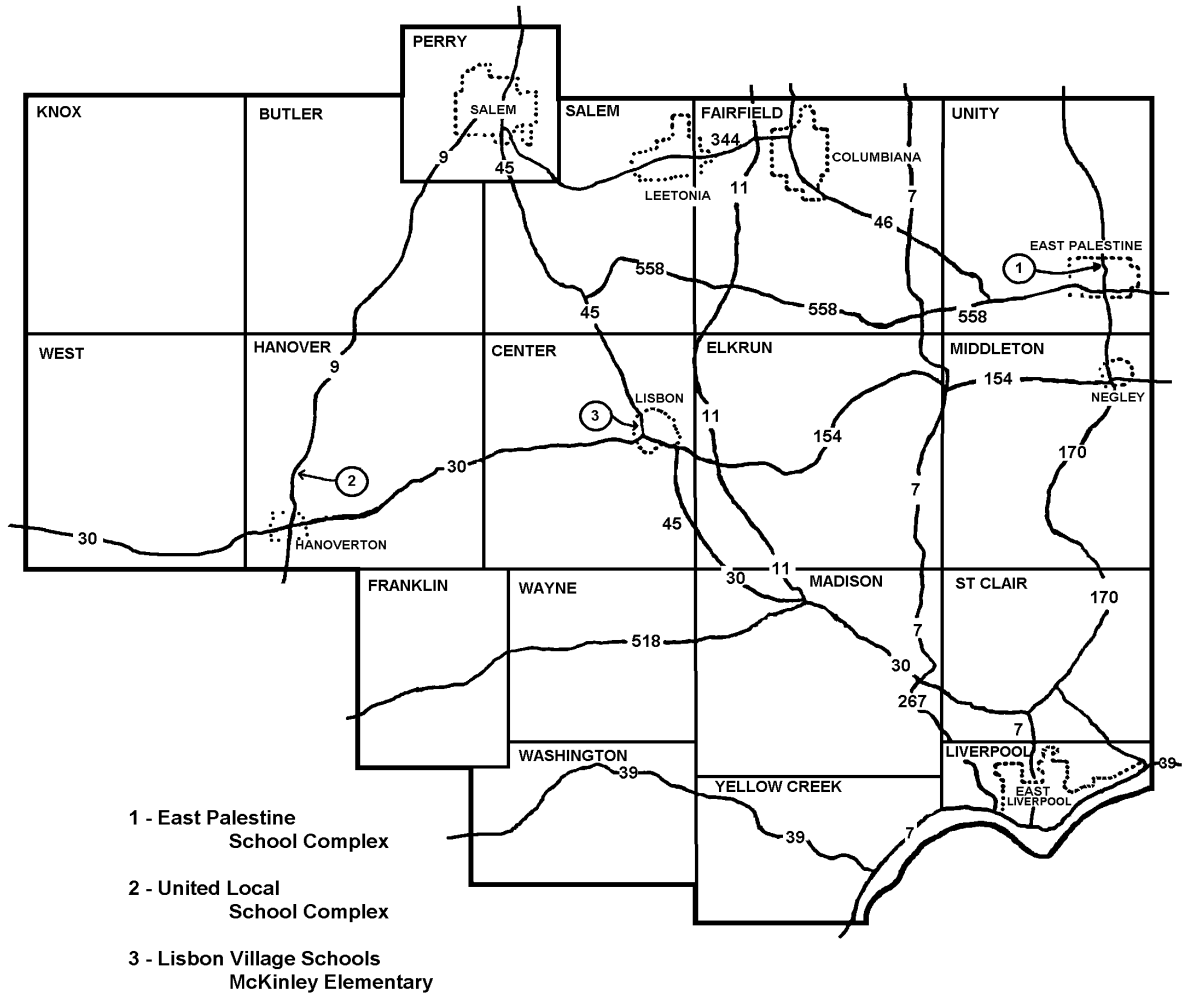 PERRY
KNOX
BUTLER
SALEM
SALEM
FAIRFIELD
UNITY
344
9
45
COLUMBIANA
LEETONIA
11
7
46
EAST PALESTINE
1
558
45
558
558
WEST
HANOVER
CENTER
ELKRUN
MIDDLETON
9
154
NEGLEY
LISBON
3
11
154
170
30
2
7
45
30
HANOVERTON
30
11
MADISON
FRANKLIN
WAYNE
ST CLAIR
170
518
7
30
267
7
WASHINGTON
LIVERPOOL
39
39
YELLOW CREEK
EAST
LIVERPOOL
39
7
1 - East Palestine
School Complex
2 - United Local
School Complex
3 - Lisbon Village Schools
McKinley Elementary